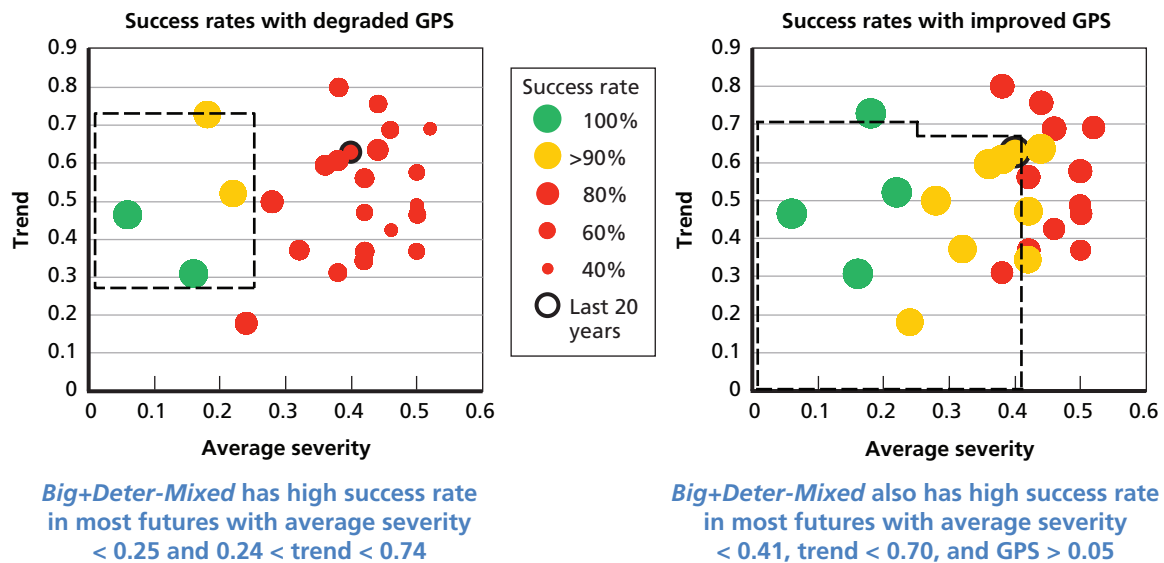 Success rates with degraded GPS
0.9
0.8
0.7
0.6
0.5
0.4
0.3
0.2
0.1
0
Trend
0 0.1 0.2 0.3 0.4 0.5 0.6
Average severity
Success rate
100%
>90%
80%
60%
40%
Last 20
years
Success rates with improved GPS
0.9
0.8
0.7
0.6
0.5
0.4
0.3
0.2
0.1
0
Trend
0 0.1 0.2 0.3 0.4 0.5 0.6
Average severity
Big+Deter-Mixed has high success rate
in most futures with average severity
< 0.25 and 0.24 < trend < 0.74
Big+Deter-Mixed also has high success rate
in most futures with average severity
< 0.41, trend < 0.70, and GPS > 0.05